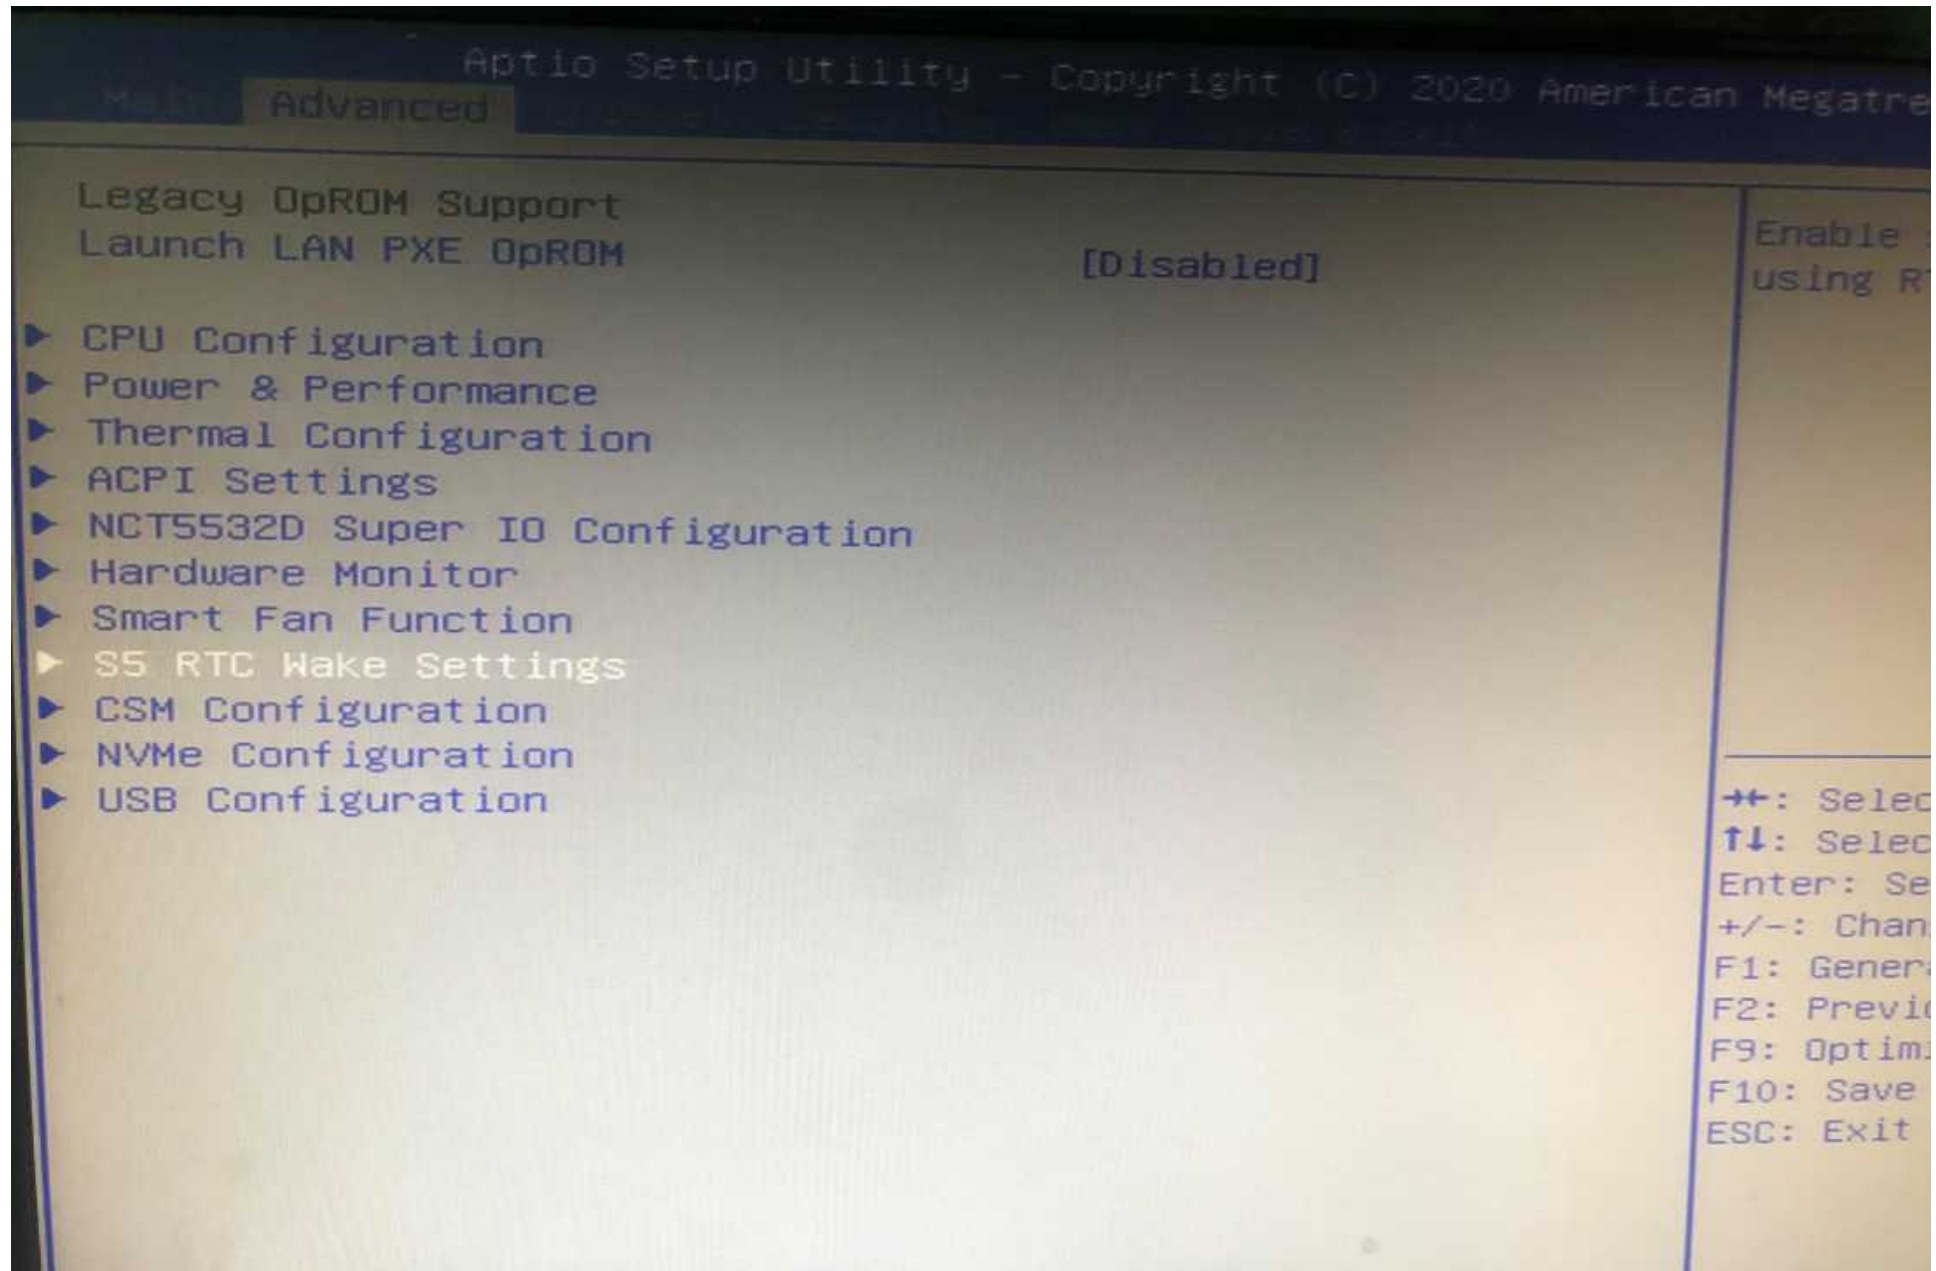 Aptio Setup Utility – Copyright (C) 2020 American Megatre
Main Advanced
Legacy OpROM Support
Launch LAN PXE OpROM [Disabled]
► CPU Configuration
► Power & Performance
► Thermal Configuration
► ACPI Settings
► NCT5532D Super IO Configuration
► Hardware Monitor
► Smart Fan Function
► S5 RTC Wake Settings
► CSM Configuration
► NVMe Configuration
► USB Configuration
Enable
using R
→←: Selec
↑↓: Selec
Enter: Se
+/-: Chan
F1: Gener
F2: Previ
F9: Optim
F10: Save
ESC: Exit